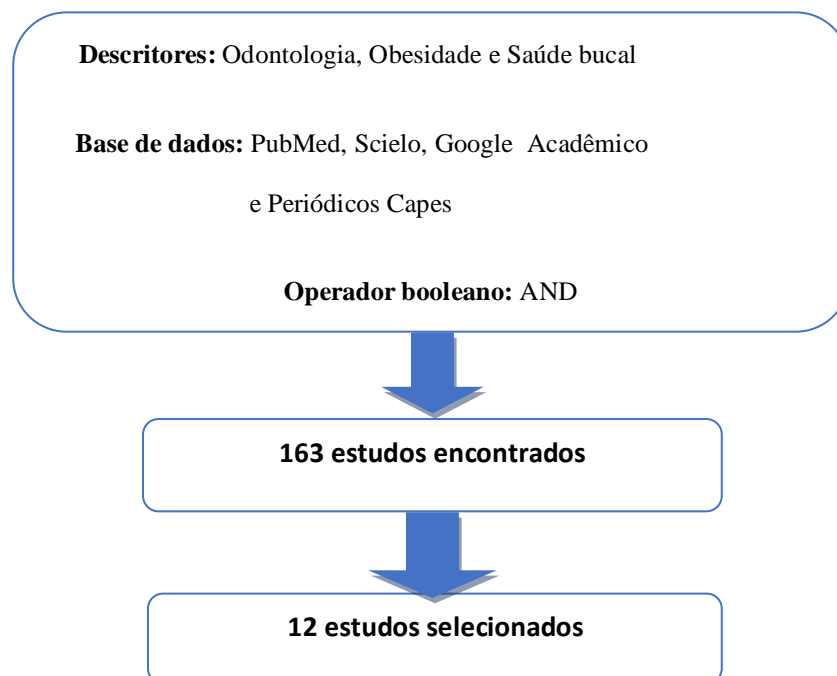 Descritores: Odontologia, Obesidade e Saúde bucal
Base de dados: PubMed, Scielo, Google Acadêmico
e Periódicos Capes
Operador booleano: AND
163 estudos encontrados
12 estudos selecionados